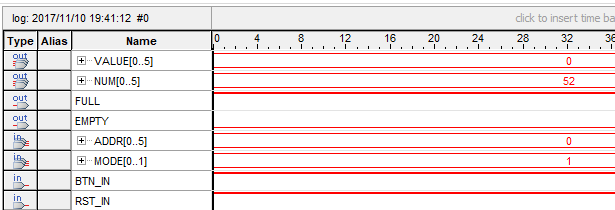 log: 2017/11/10 19:41:12 #0
click to insert time ba
Type Alias Name 0 4 8 12 16 20 24 28 32 36
out VALUE[0..5] 0
out NUM[0..5] 52
out FULL
out EMPTY
in ADDR[0..5] 0
in MODE[0..1] 1
in BTN_IN
in RST_IN